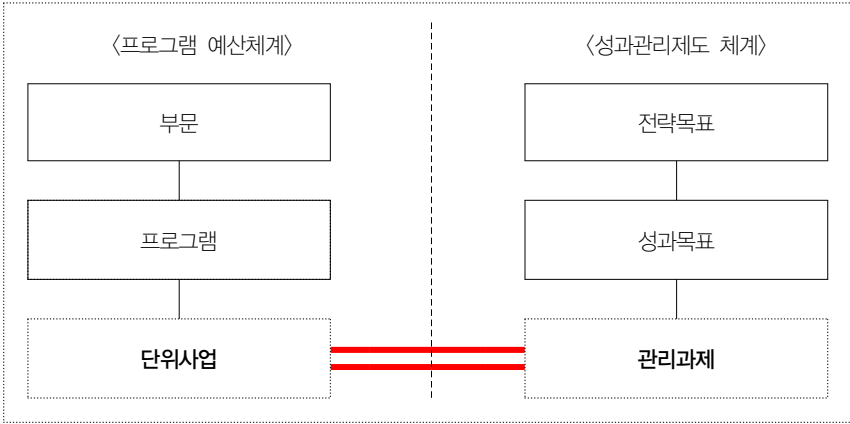 〈프로그램 예산체계〉
〈성과관리제도 체계〉
부문
전략목표
프로그램
성과목표
단위사업
관리과제